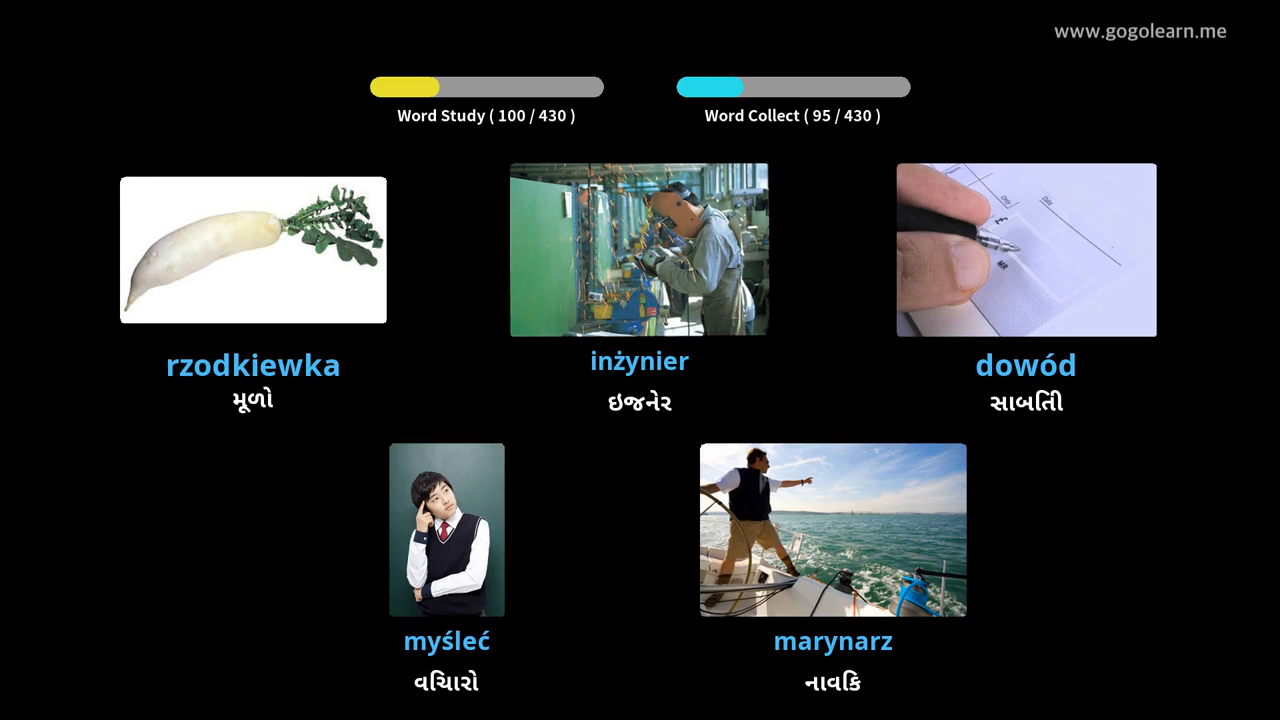 www.gogolearn.me
Word Study ( 100 / 430 )
Word Collect ( 95 / 430 )
rzodkiewka
inżynier
dowód
મૂળો
ઇજનેર
સાબિતી
myśleć
marynarz
વિચારો
નાવિક